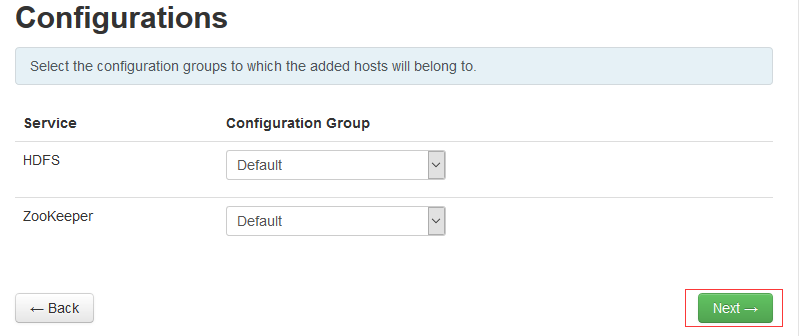 Configurations
Select the configuration groups to which the added hosts will belong to.
Service Configuration Group
HDFS Default
ZooKeeper Default
← Back Next →